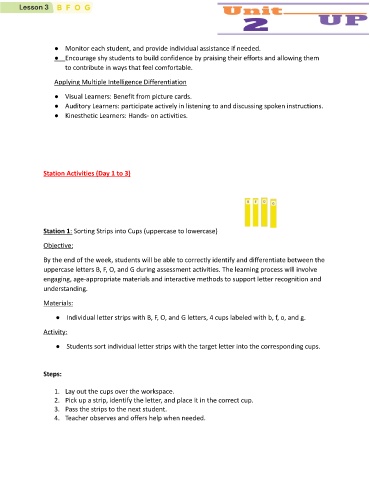 Lesson 3 B F O G
Unit 2 UP
● Monitor each student, and provide individual assistance if needed.
● Encourage shy students to build confidence by praising their efforts and allowing them
to contribute in ways that feel comfortable.
Applying Multiple Intelligence Differentiation
● Visual Learners: Benefit from picture cards.
● Auditory Learners: participate actively in listening to and discussing spoken instructions.
● Kinesthetic Learners: Hands- on activities.
Station Activities (Day 1 to 3)
B F O G
Station 1: Sorting Strips into Cups (uppercase to lowercase)
Objective:
By the end of the week, students will be able to correctly identify and differentiate between the
uppercase letters B, F, O, and G during assessment activities. The learning process will involve
engaging, age-appropriate materials and interactive methods to support letter recognition and
understanding.
Materials:
● Individual letter strips with B, F, O, and G letters, 4 cups labeled with b, f, o, and g.
Activity:
● Students sort individual letter strips with the target letter into the corresponding cups.
Steps:
1. Lay out the cups over the workspace.
2. Pick up a strip, identify the letter, and place it in the correct cup.
3. Pass the strips to the next student.
4. Teacher observes and offers help when needed.